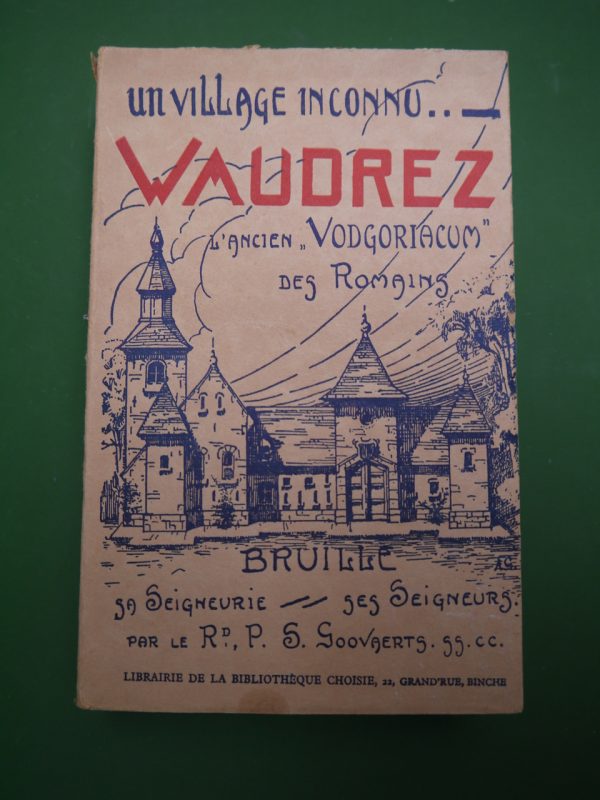 un village inconnu..
WAUDREZ
L'ancien „Vodgoriacum"
des Romains
A.G.
BRUILLE
sa Seigneurie // ses Seigneurs.
par le Rd, P. S. Goovaerts. ss. cc.
LIBRAIRIE DE LA BIBLIOTHÈQUE CHOISIE, 22, GRAND'RUE, BINCHE